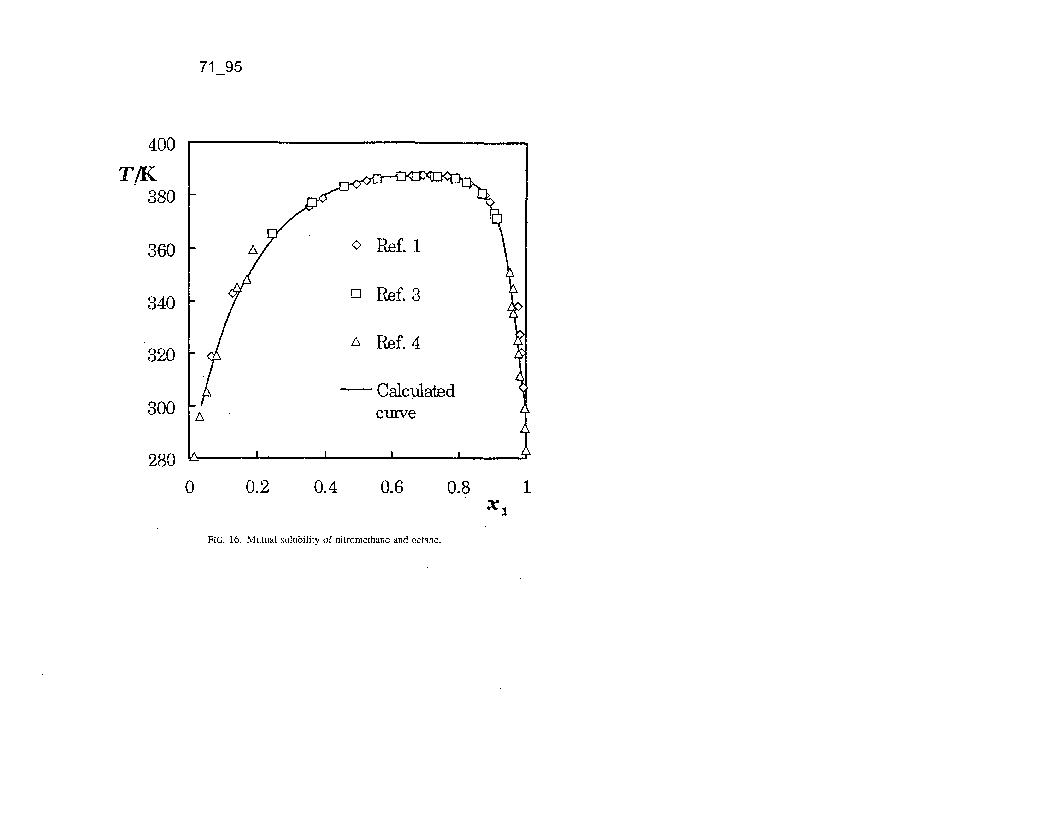 71_95
400
T/K
380
360
340
320
300
280
Ref. 1
Ref. 3
Ref. 4
Calculated
curve
0 0.2 0.4 0.6 0.8 1
x1
FIG. 16. Mutual solubility of nitromethane and octane.